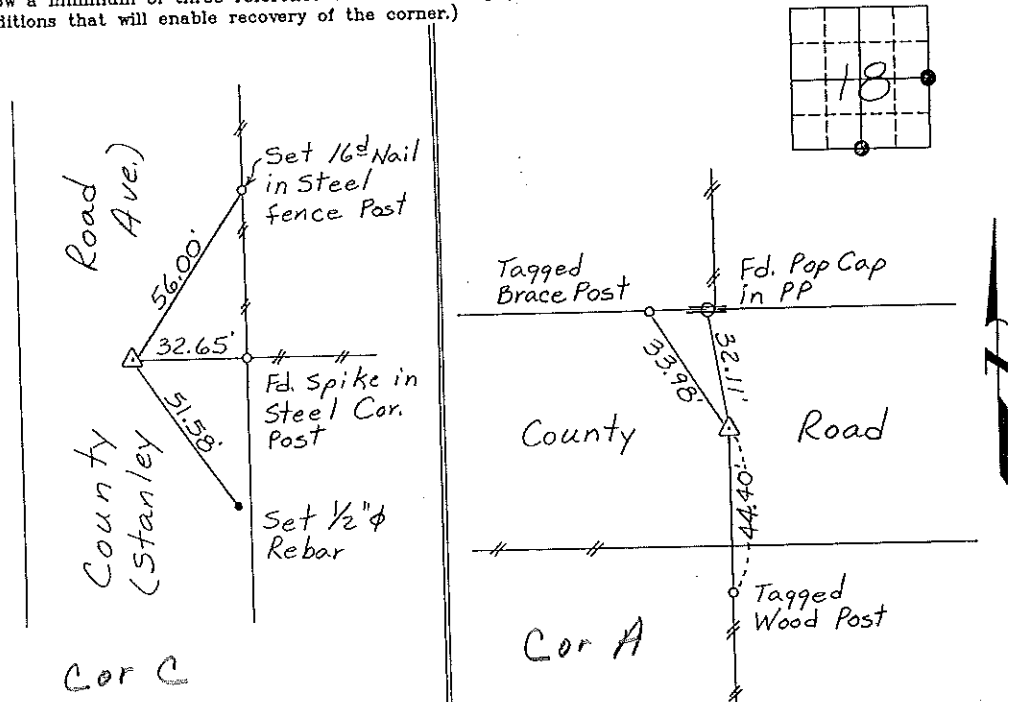 ditions that will enable recovery of the corner.)
18
Set 16d Nail
in Steel
fence Post
Road
Ave.)
56.00'
32.65'
Fd. Spike in
Steel Cor.
Post
51.58'
County
(Stanley
Set 1/2"ϕ
Rebar
Cor C
Tagged
Brace Post
Fd. Pop Cap
in PP
33.98'
32.11'
County
Road
44.40'
Tagged
Wood Post
Cor A